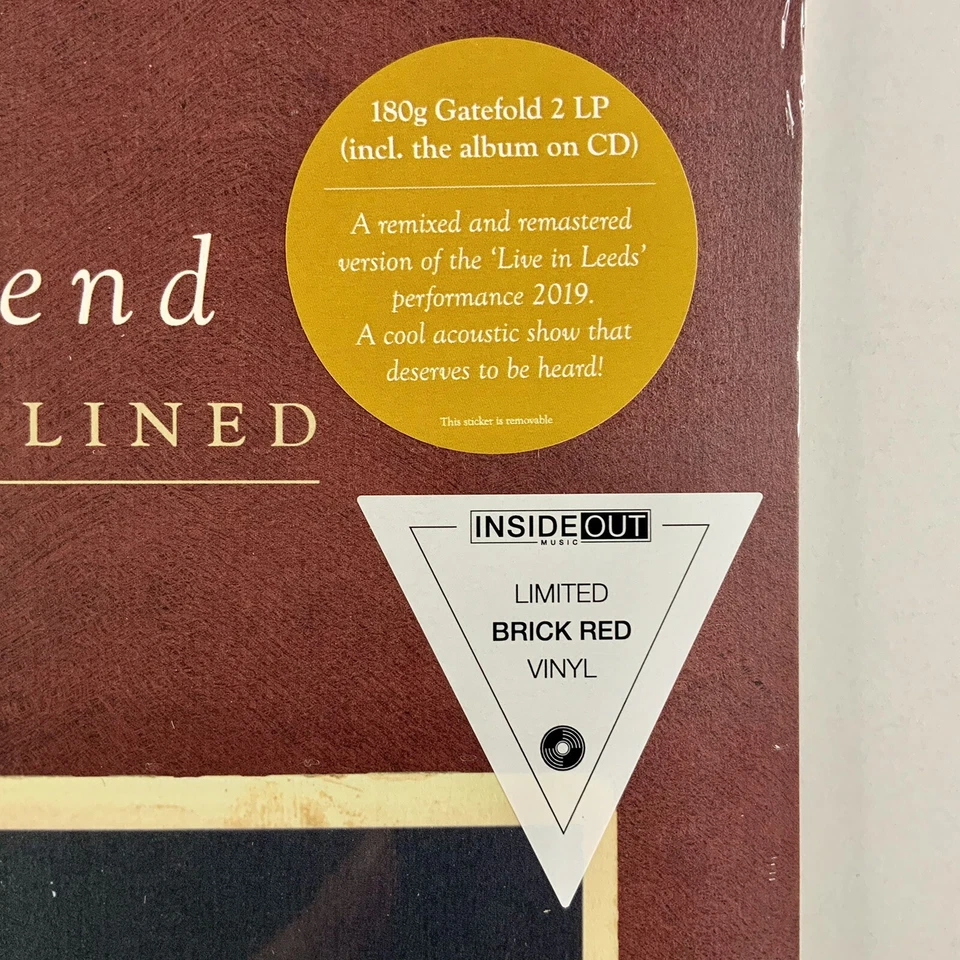 180g Gatefold 2 LP
(incl. the album on CD)
A remixed and remastered
version of the ‘Live in Leeds’
performance 2019.
A cool acoustic show that
deserves to be heard!
This sticker is removable
end
LINED
INSIDEOUT
MUSIC
LIMITED
BRICK RED
VINYL